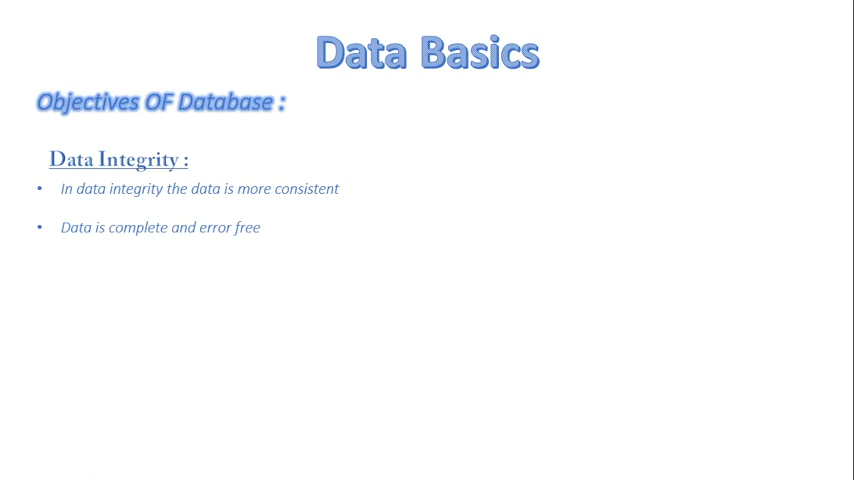 Data Basics
Objectives OF Database :
Data Integrity :
• In data integrity the data is more consistent
• Data is complete and error free